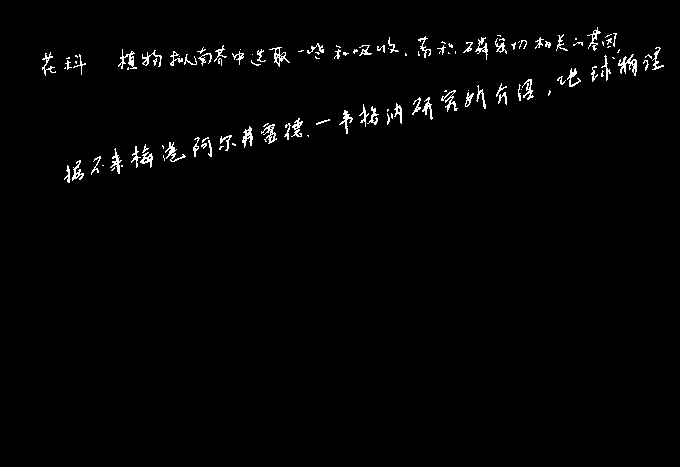 花科 植物拟南芥中选取一些和吸收、蓄积磷密切相关的基因,
据不来梅港阿尔弗雷德.一韦格纳研究所介绍,地球物理